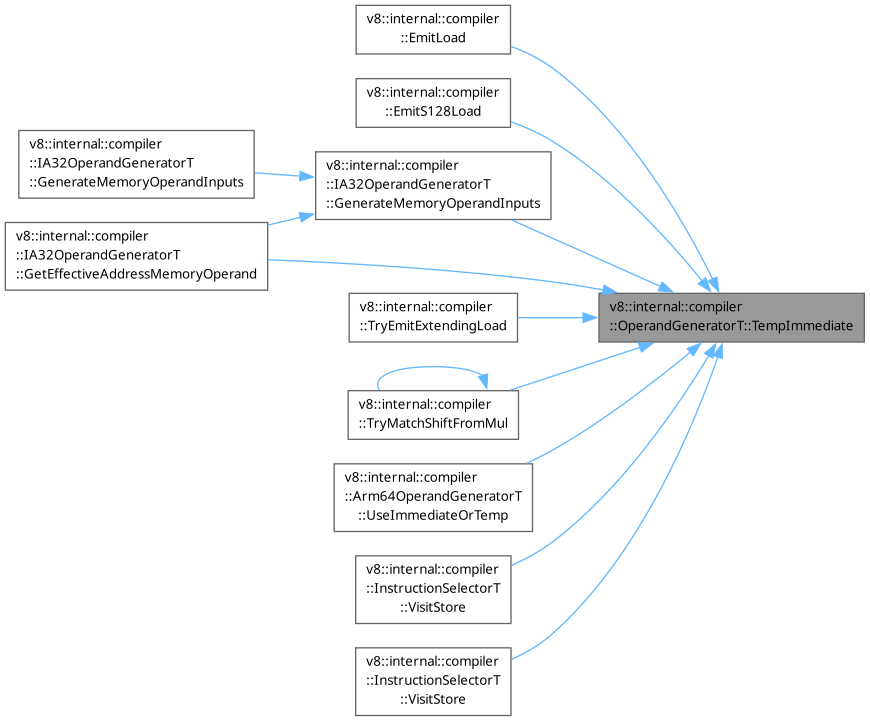 v8::internal::compiler
::EmitLoad
v8::internal::compiler
::EmitS128Load
v8::internal::compiler
::IA32OperandGeneratorT
::GenerateMemoryOperandInputs
v8::internal::compiler
::IA32OperandGeneratorT
::GenerateMemoryOperandInputs
v8::internal::compiler
::IA32OperandGeneratorT
::GetEffectiveAddressMemoryOperand
v8::internal::compiler
::TryEmitExtendingLoad
v8::internal::compiler
::OperandGeneratorT::TempImmediate
v8::internal::compiler
::TryMatchShiftFromMul
v8::internal::compiler
::Arm64OperandGeneratorT
::UseImmediateOrTemp
v8::internal::compiler
::InstructionSelectorT
::VisitStore
v8::internal::compiler
::InstructionSelectorT
::VisitStore